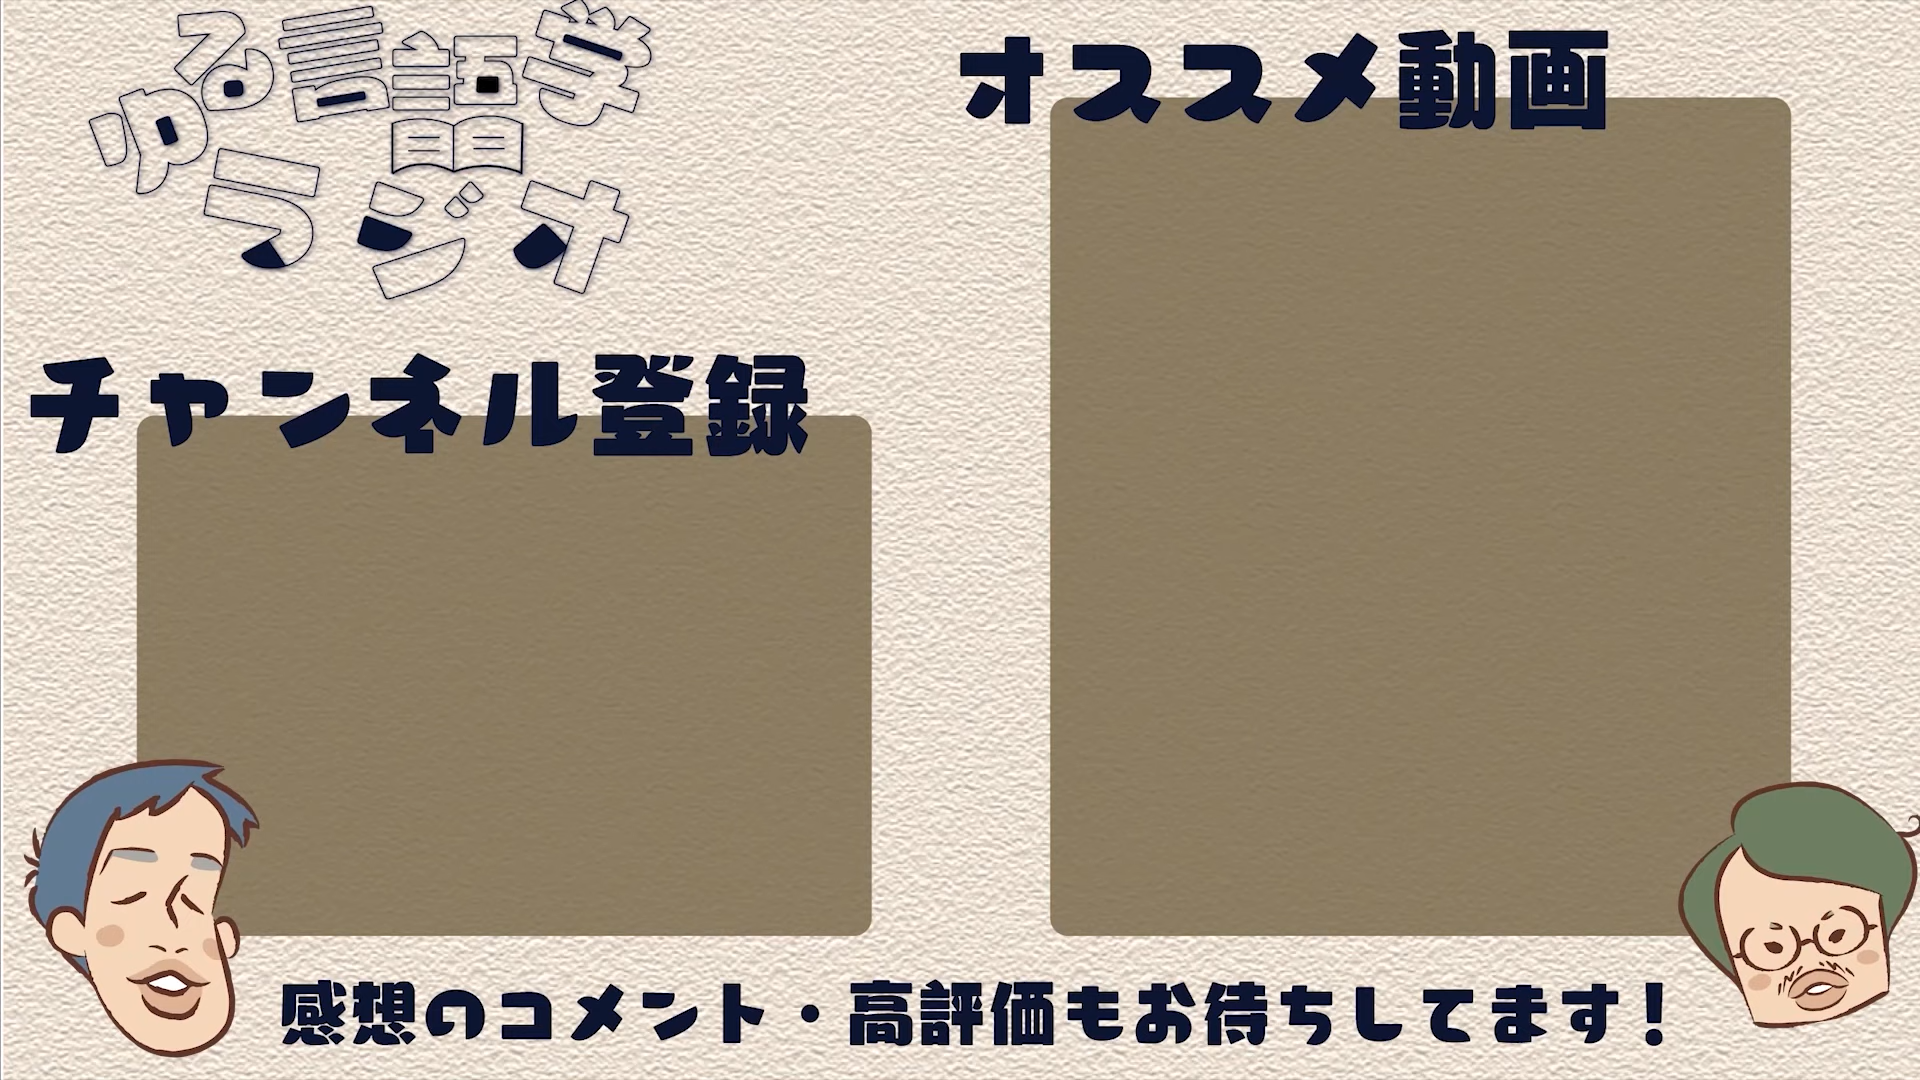 ゆる言語学
ラジオ
オススメ動画
チャンネル登録
感想のコメント・高評価もお待ちしてます!